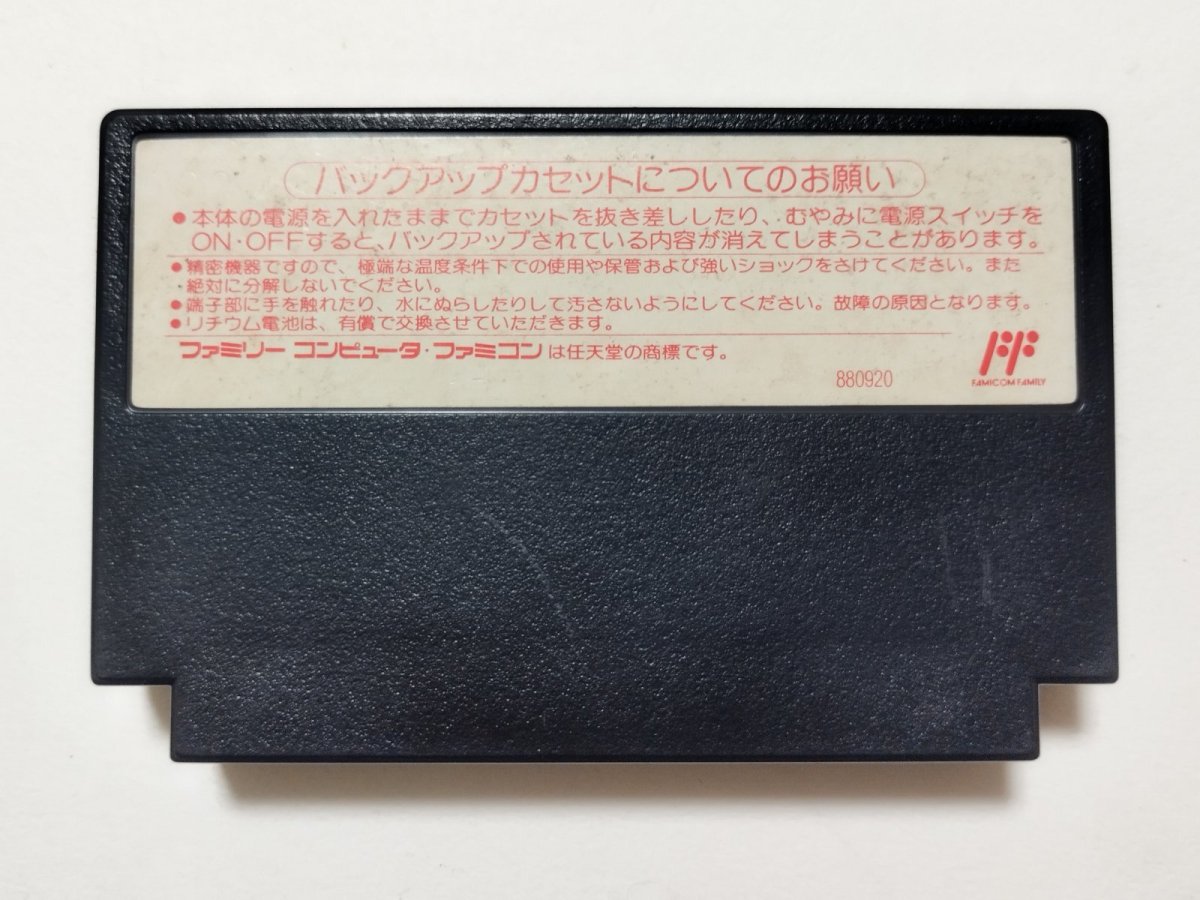 バックアップカセットについてのお願い
●本体の電源を入れたままでカセットを抜き差ししたり、むやみに電源スイッチを
ON・OFFすると、バックアップされている内容が消えてしまうことがあります。
●精密機器ですので、極端な温度条件下での使用や保管および強いショックをさけてください。また
絶対に分解しないでください。
●端子部に手を触れたり、水にぬらしたりして汚さないようにしてください。故障の原因となります。
●リチウム電池は、有償で交換させていただきます。
ファミリー コンピュータ・ファミコンは任天堂の商標です。
880920
FAMICOM FAMILY